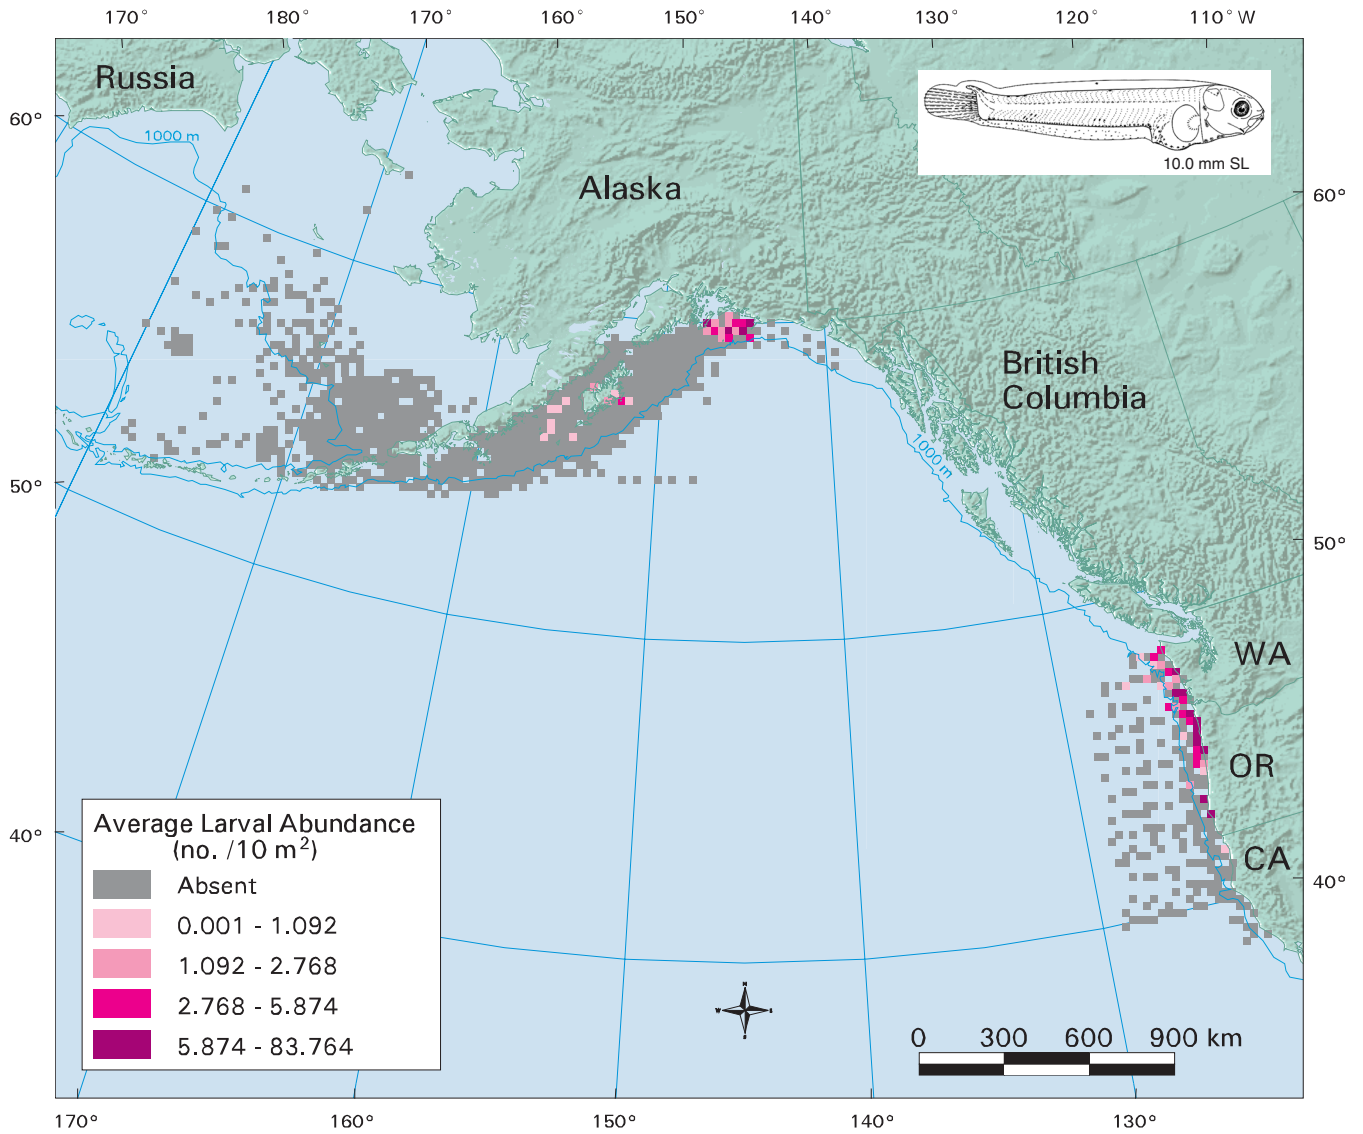 170° 180° 170° 160° 150° 140° 130° 120° 110° W
Russia
60°
1000 m
10.0 mm SL
Alaska
60°
British
Columbia
1000 m
50°
50°
WA
OR
CA
40°
40°
Average Larval Abundance
(no. /10 m²)
Absent
0.001 - 1.092
1.092 - 2.768
2.768 - 5.874
5.874 - 83.764
0 300 600 900 km
170° 160° 150° 140° 130°